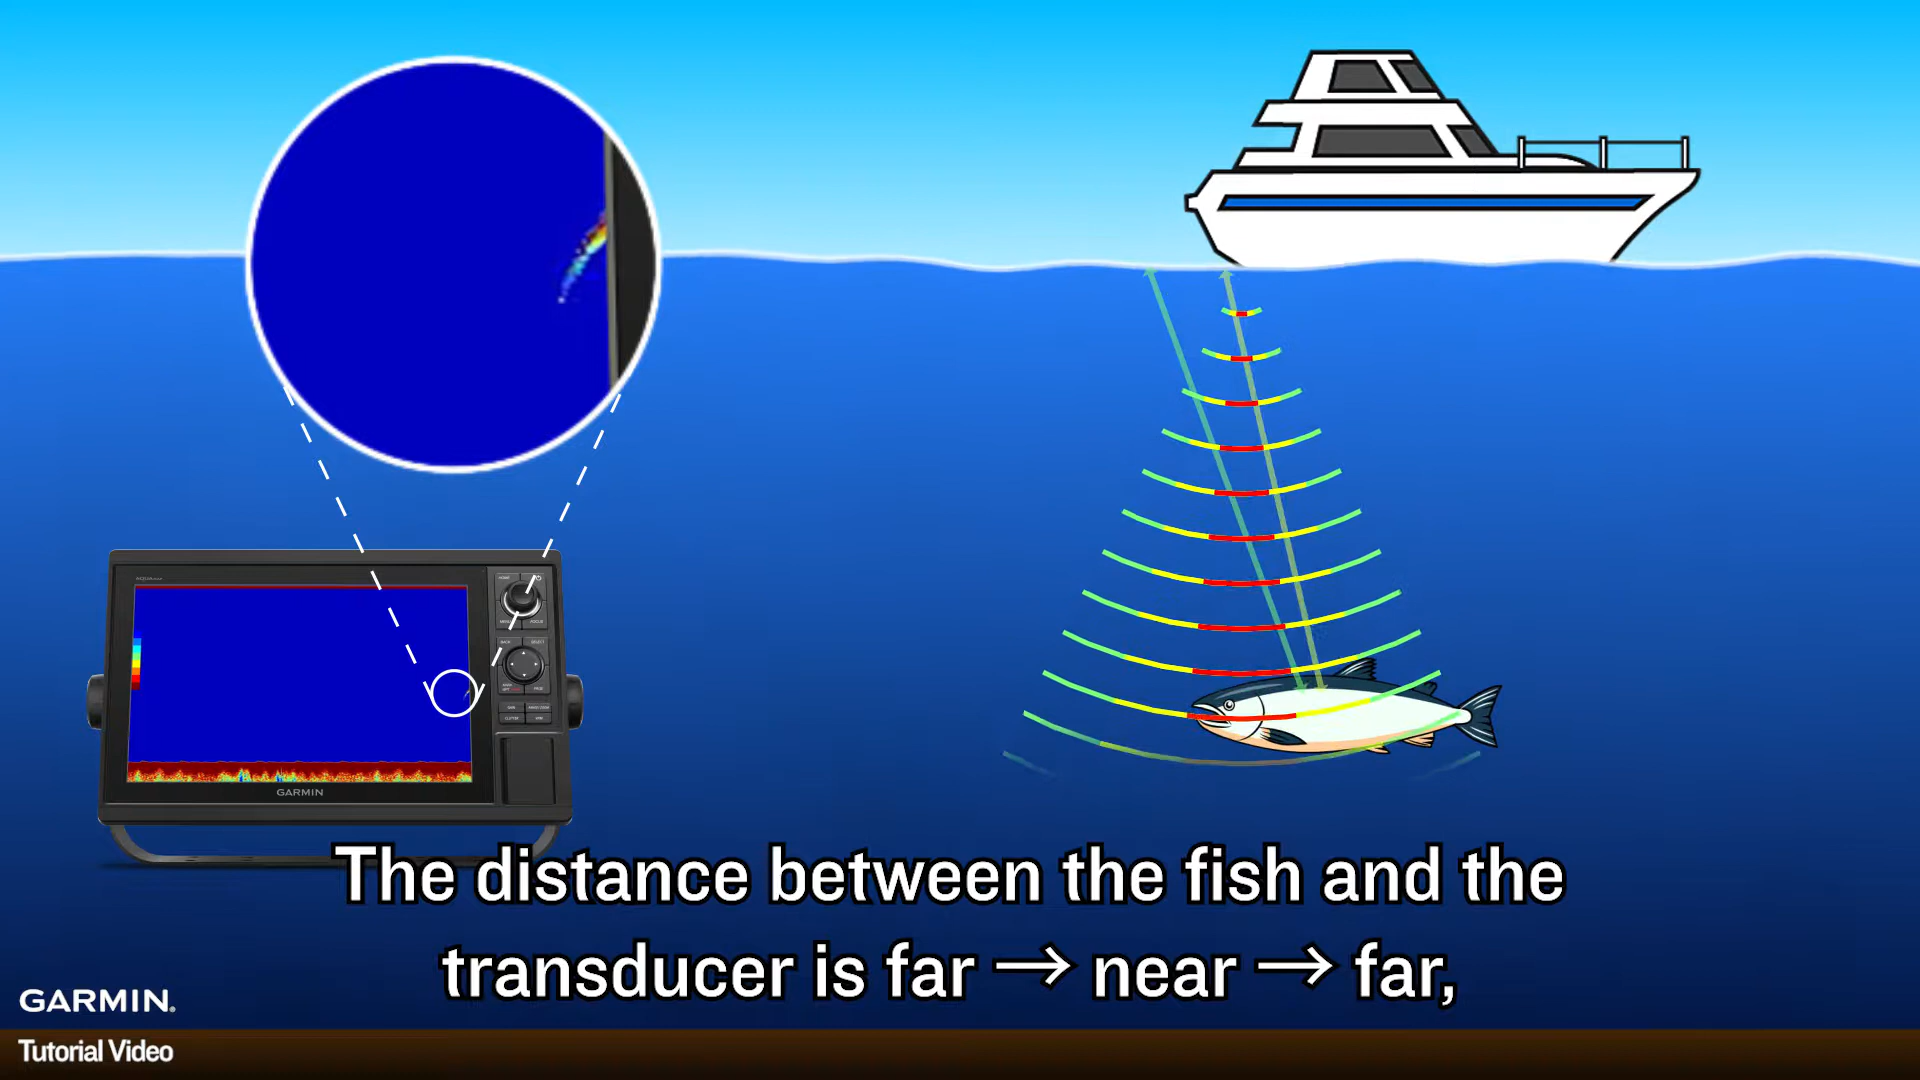 GARMIN
The distance between the fish and the
transducer is far → near → far,
GARMIN.
Tutorial Video